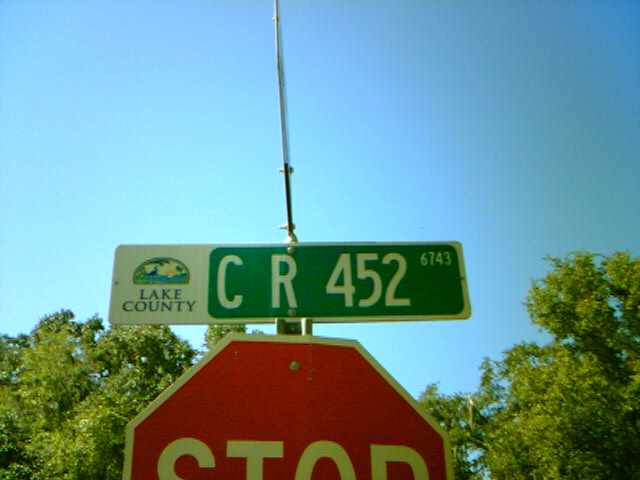 LAKE
COUNTY
C R 452 6743
STOP